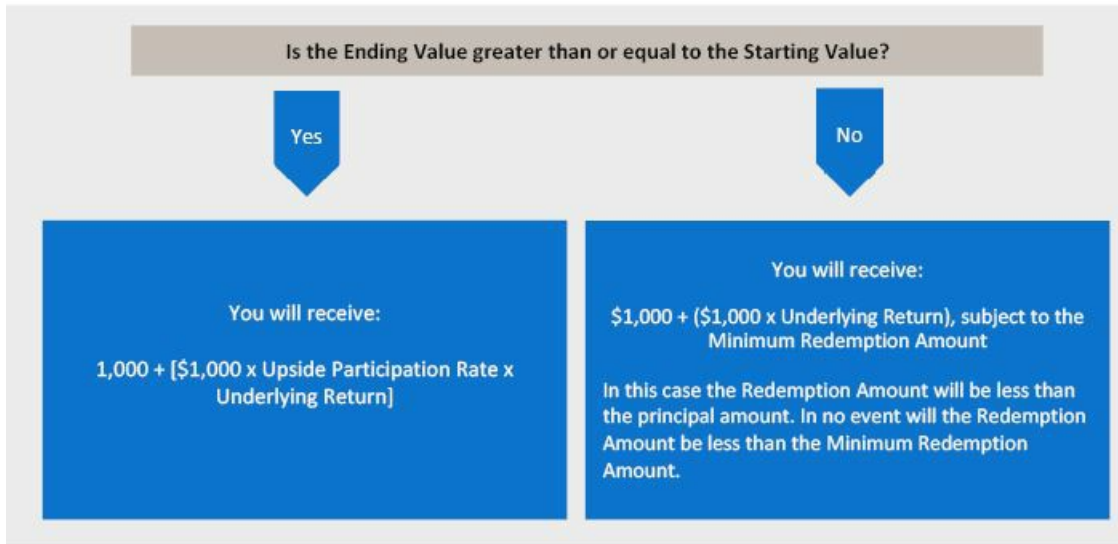 Is the Ending Value greater than or equal to the Starting Value?
Yes
No
You will receive:
1,000 + [$1,000 x Upside Participation Rate x
Underlying Return]
You will receive:
$1,000 + ($1,000 x Underlying Return), subject to the
Minimum Redemption Amount
In this case the Redemption Amount will be less than
the principal amount. In no event will the Redemption
Amount be less than the Minimum Redemption
Amount.